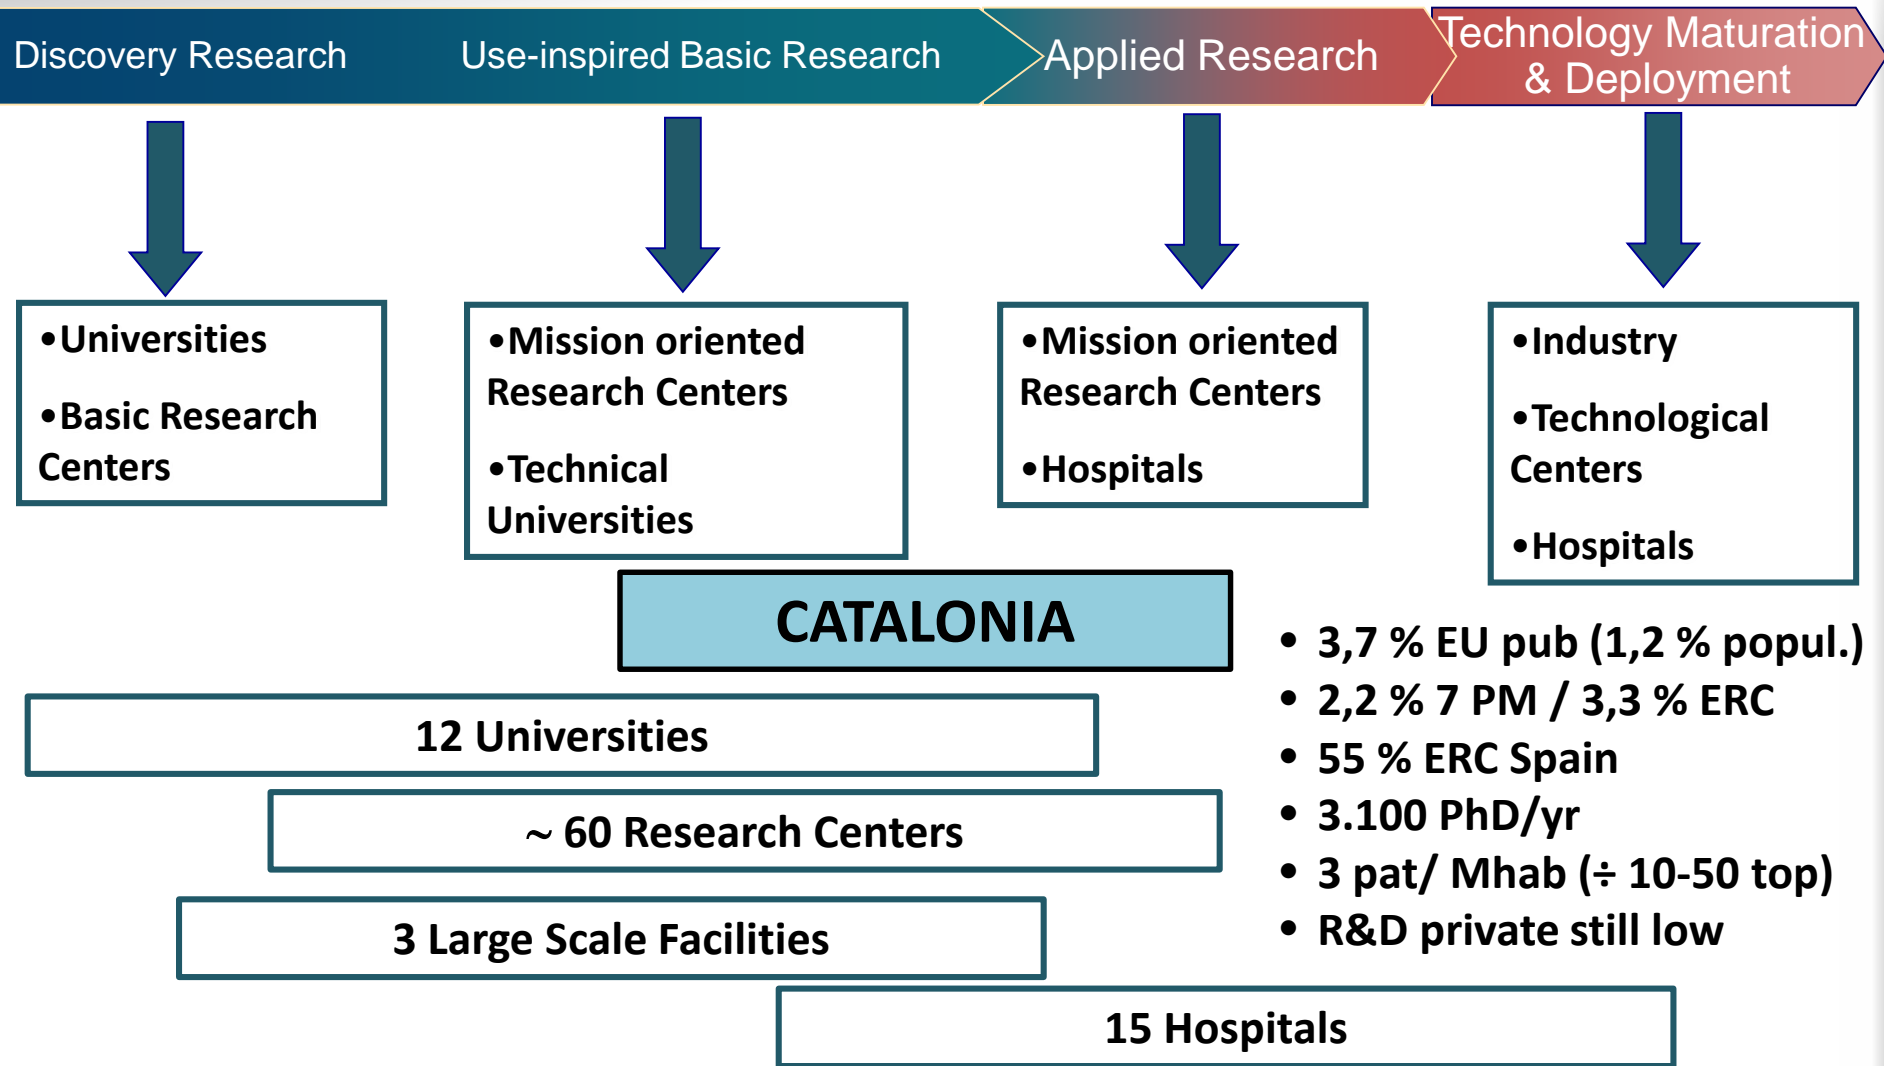 Discovery Research
Use-inspired Basic Research
Applied Research
Technology Maturation
& Deployment
•Universities
•Basic Research
Centers
•Mission oriented
Research Centers
•Technical
Universities
•Mission oriented
Research Centers
•Hospitals
•Industry
•Technological
Centers
•Hospitals
CATALONIA
12 Universities
~ 60 Research Centers
3 Large Scale Facilities
15 Hospitals
• 3,7 % EU pub (1,2 % popul.)
• 2,2 % 7 PM / 3,3 % ERC
• 55 % ERC Spain
• 3.100 PhD/yr
• 3 pat/ Mhab (÷ 10-50 top)
• R&D private still low